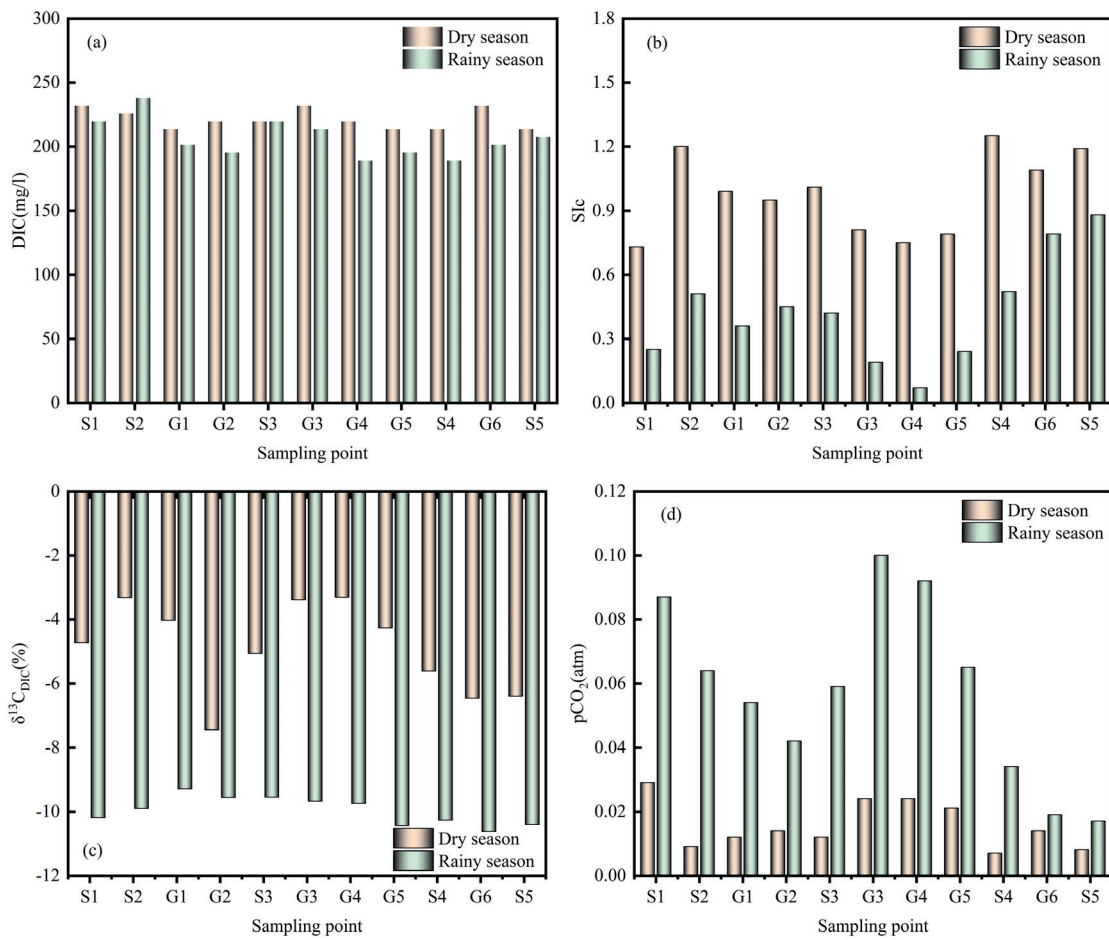 (a)
Dry season
Rainy season
300
250
200
150
100
50
0
DIC(mg/l)
S1 S2 G1 G2 S3 G3 G4 G5 S4 G6 S5
Sampling point
(b)
Dry season
Rainy season
1.8
1.5
1.2
0.9
0.6
0.3
0.0
SIc
S1 S2 G1 G2 S3 G3 G4 G5 S4 G6 S5
Sampling point
0
-2
-4
-6
-8
-10
-12
δ¹³C_DIC(%)
(c)
Dry season
Rainy season
S1 S2 G1 G2 S3 G3 G4 G5 S4 G6 S5
Sampling point
(d)
Dry season
Rainy season
0.12
0.10
0.08
0.06
0.04
0.02
0.00
pCO₂(atm)
S1 S2 G1 G2 S3 G3 G4 G5 S4 G6 S5
Sampling point